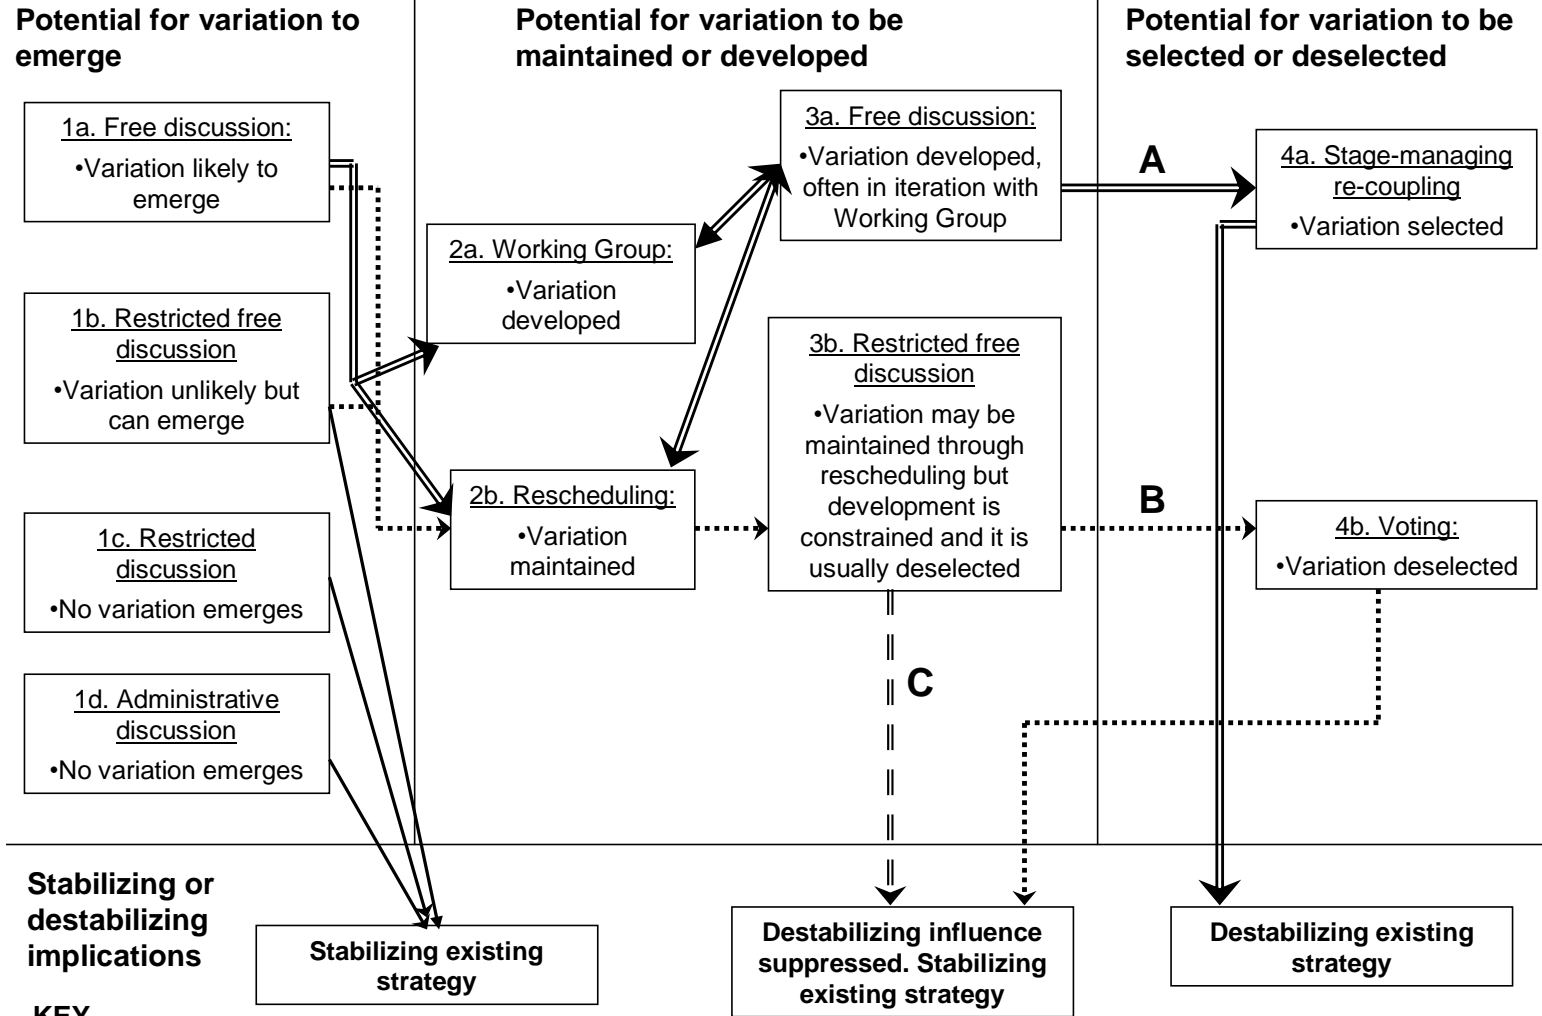 Potential for variation to
emerge
Potential for variation to be
maintained or developed
Potential for variation to be
selected or deselected
1a. Free discussion:
•Variation likely to
emerge
1b. Restricted free
discussion
•Variation unlikely but
can emerge
1c. Restricted
discussion
•No variation emerges
1d. Administrative
discussion
•No variation emerges
2a. Working Group:
•Variation
developed
2b. Rescheduling:
•Variation
maintained
3a. Free discussion:
•Variation developed,
often in iteration with
Working Group
3b. Restricted free
discussion
•Variation may be
maintained through
rescheduling but
development is
constrained and it is
usually deselected
A
B
C
4a. Stage-managing
re-coupling
•Variation selected
4b. Voting:
•Variation deselected
Stabilizing or
destabilizing
implications
Stabilizing existing
strategy
Destabilizing influence
suppressed. Stabilizing
existing strategy
Destabilizing existing
strategy
KEY